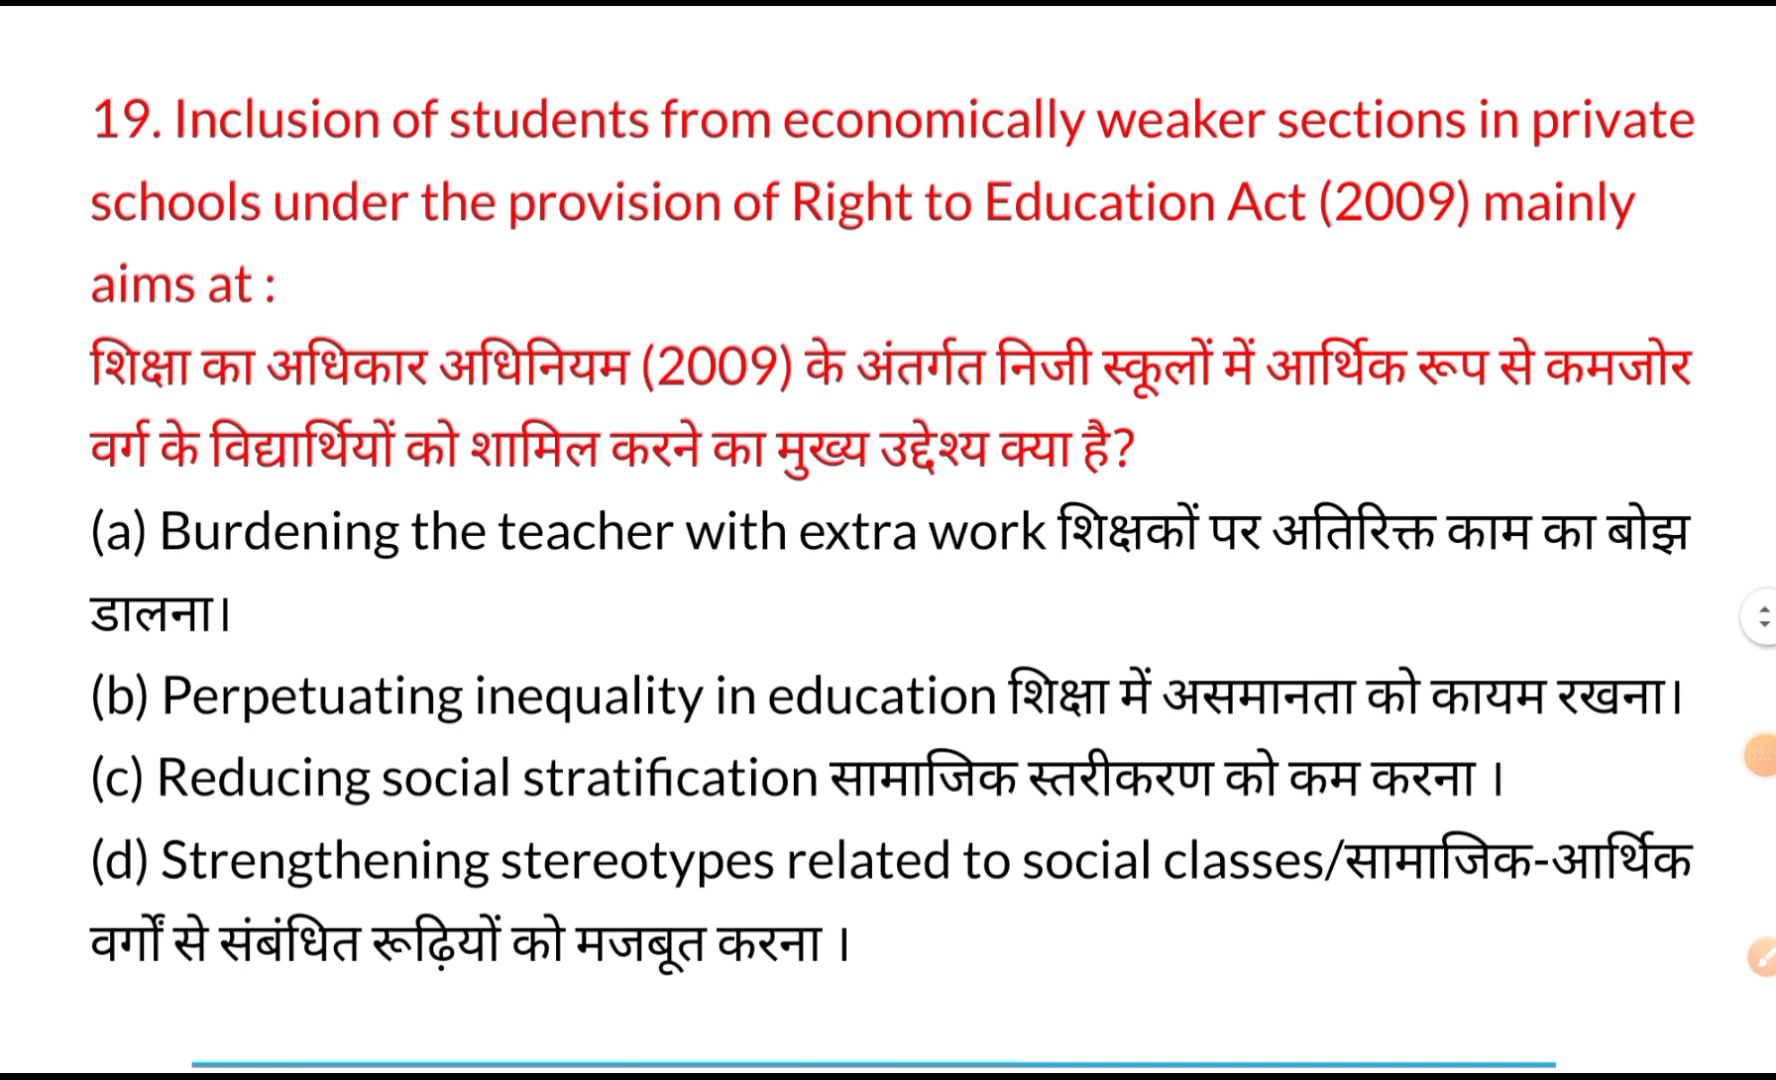 19. Inclusion of students from economically weaker sections in private
schools under the provision of Right to Education Act (2009) mainly
aims at :
शिक्षा का अधिकार अधिनियम (2009) के अंतर्गत निजी स्कूलों में आर्थिक रूप से कमजोर
वर्ग के विद्यार्थियों को शामिल करने का मुख्य उद्देश्य क्या है?
(a) Burdening the teacher with extra work शिक्षकों पर अतिरिक्त काम का बोझ
डालना।
(b) Perpetuating inequality in education शिक्षा में असमानता को कायम रखना।
(c) Reducing social stratification सामाजिक स्तरीकरण को कम करना ।
(d) Strengthening stereotypes related to social classes/सामाजिक-आर्थिक
वर्गों से संबंधित रूढ़ियों को मजबूत करना ।